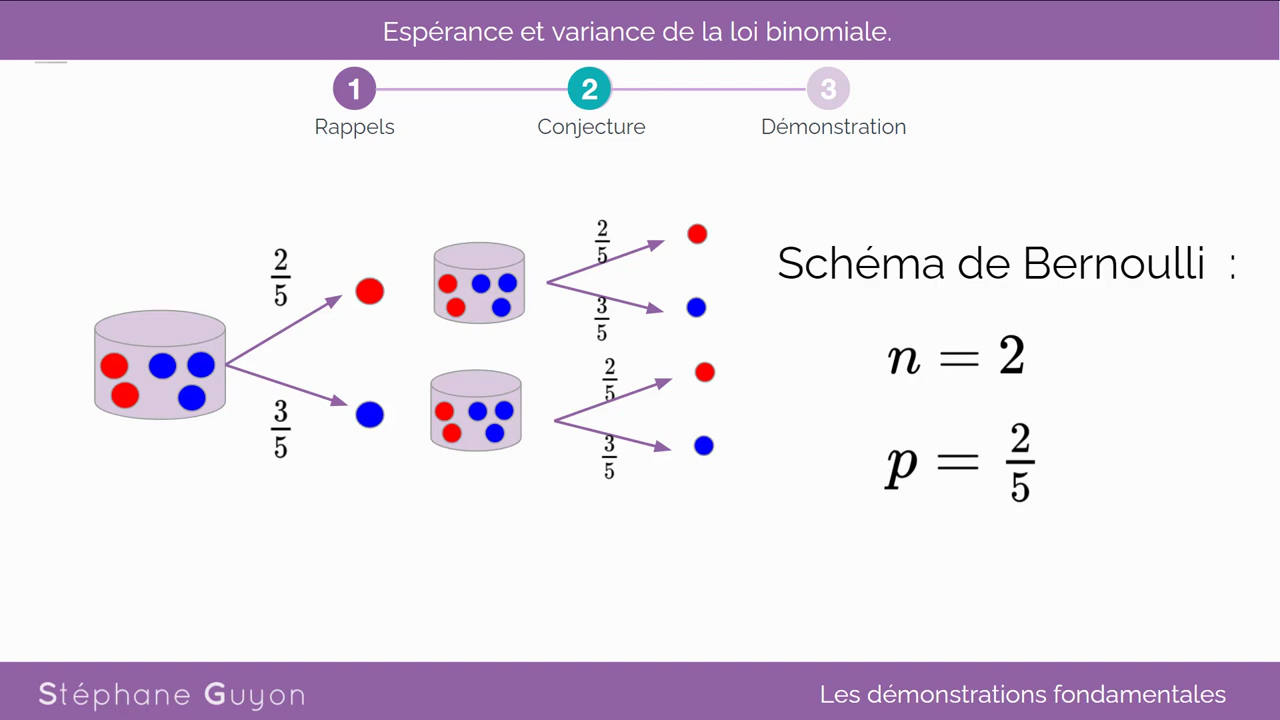 Espérance et variance de la loi binomiale.
1
2
3
Rappels
Conjecture
Démonstration
2/5
3/5
2/5
3/5
2/5
3/5
Schéma de Bernoulli :
n = 2
p = 2/5
Stéphane Guyon
Les démonstrations fondamentales